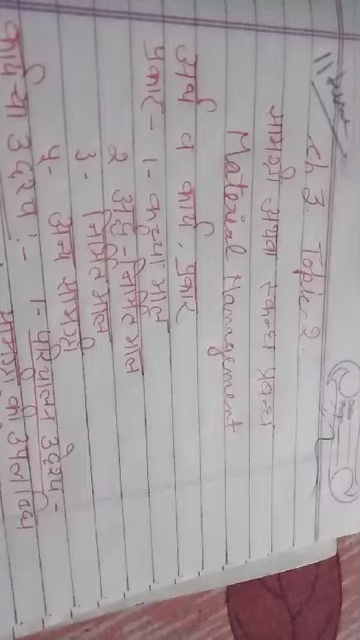 Ch 3. Topic 2.
सामग्री अथवा स्कन्ध प्रबन्ध
Material Management
अर्थ व कार्य, प्रकार
प्रकार - 1 - कच्चा माल
2 अर्द्ध-निर्मित माल
3 - निर्मित माल
4 - अन्य सामग्री
कार्य या उद्देश्य :- 1 - परिचालन उद्देश्य -
सामग्री की उपलब्धि